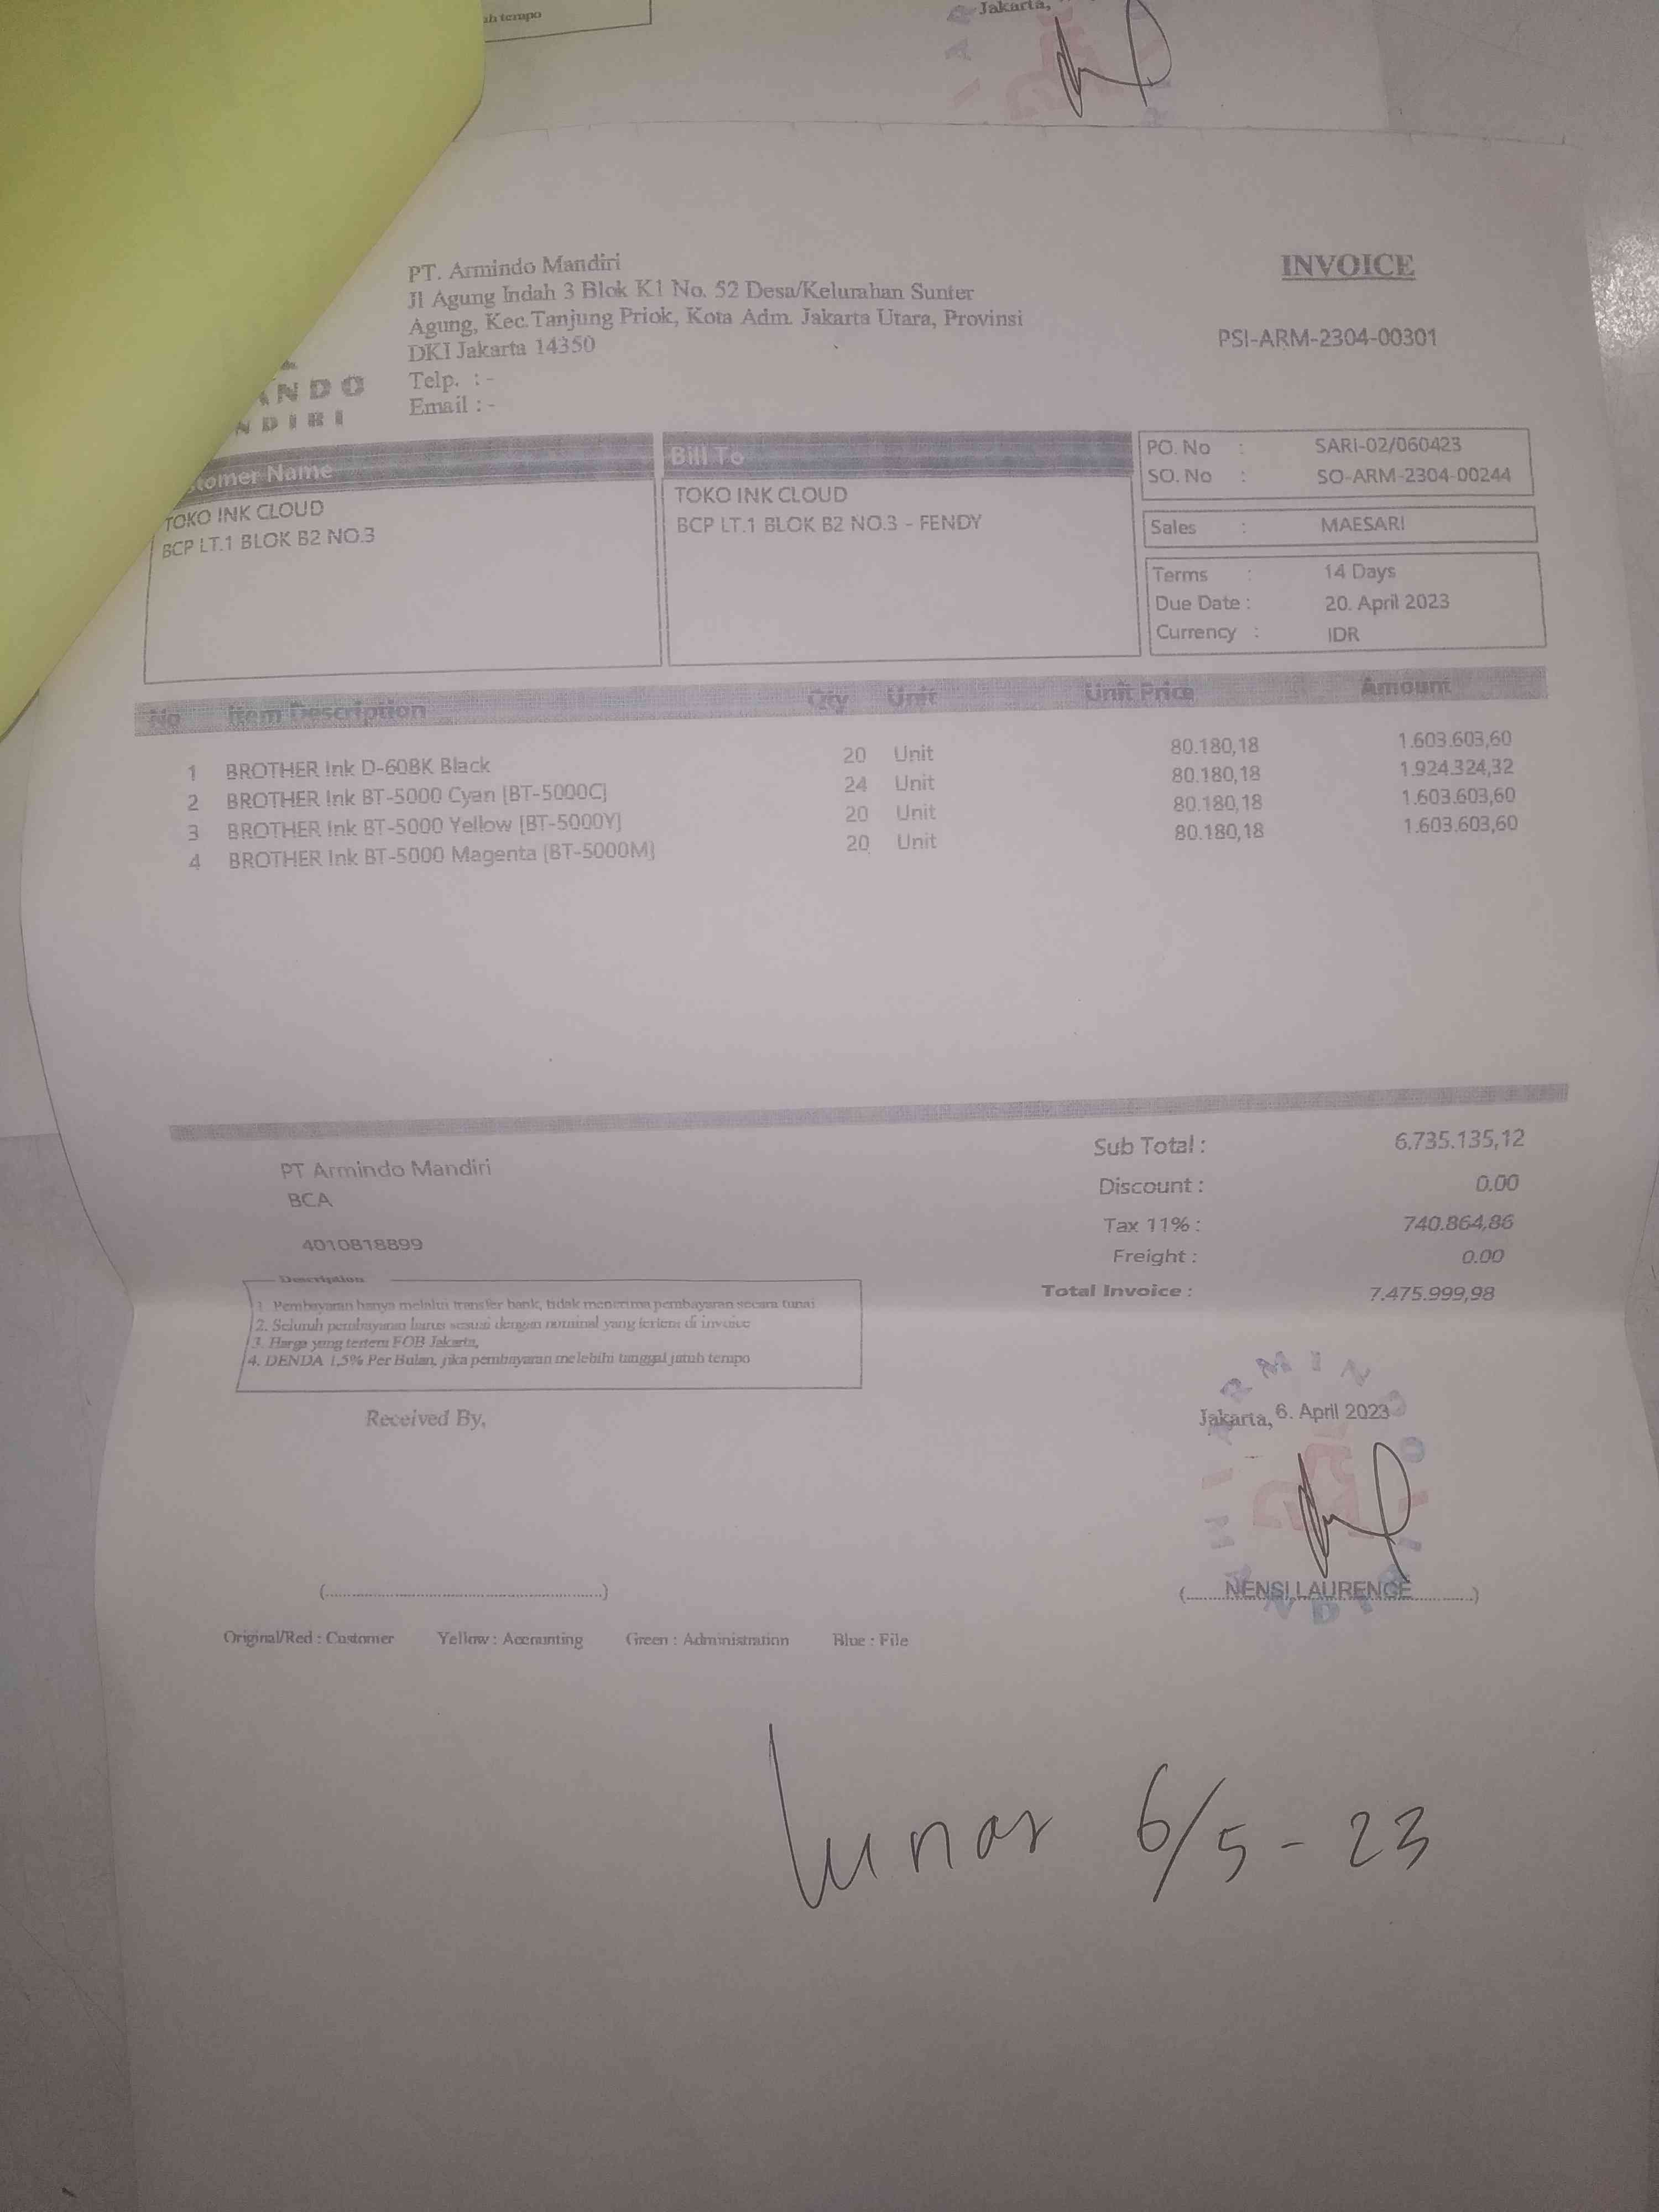 ah tempo
Jakarta,
PT. Armindo Mandiri
Jl Agung Indah 3 Blok K1 No. 52 Desa/Kelurahan Sunter
Agung, Kec.Tanjung Priok, Kota Adm. Jakarta Utara, Provinsi
DKI Jakarta 14350
Telp. : -
Email : -
INVOICE
PSI-ARM-2304-00301
NDO
NDIRI
tomer Name
TOKO INK CLOUD
BCP LT.1 BLOK B2 NO.3
Bill To
TOKO INK CLOUD
BCP LT.1 BLOK B2 NO.3 - FENDY
PO. No : SARI-02/060423
SO. No : SO-ARM-2304-00244
Sales : MAESARI
Terms : 14 Days
Due Date : 20. April 2023
Currency : IDR
No Item Description Qty Unit Unit Price Amount
1 BROTHER Ink D-60BK Black 20 Unit 80.180,18 1.603.603,60
2 BROTHER Ink BT-5000 Cyan [BT-5000C] 24 Unit 80.180,18 1.924.324,32
3 BROTHER Ink BT-5000 Yellow [BT-5000Y] 20 Unit 80.180,18 1.603.603,60
4 BROTHER Ink BT-5000 Magenta [BT-5000M] 20 Unit 80.180,18 1.603.603,60
PT Armindo Mandiri
BCA
4010818899
Sub Total : 6.735.135,12
Discount : 0.00
Tax 11% : 740.864,86
Freight : 0.00
Total Invoice : 7.475.999,98
Description
1. Pembayaran hanya melalui transfer bank, tidak menerima pembayaran secara tunai
2. Seluruh pembayaran harus sesuai dengan nominal yang tertera di invoice
3. Harga yang tertera FOB Jakarta,
4. DENDA 1,5% Per Bulan, jika pembayaran melebihi tanggal jatuh tempo
Received By,
Jakarta, 6. April 2023
ARMINDO MANDIRI
(..................................................)
(........NENSI LAURENCE............)
Original/Red : Customer Yellow : Accounting Green : Administration Blue : File
lunas 6/5-23